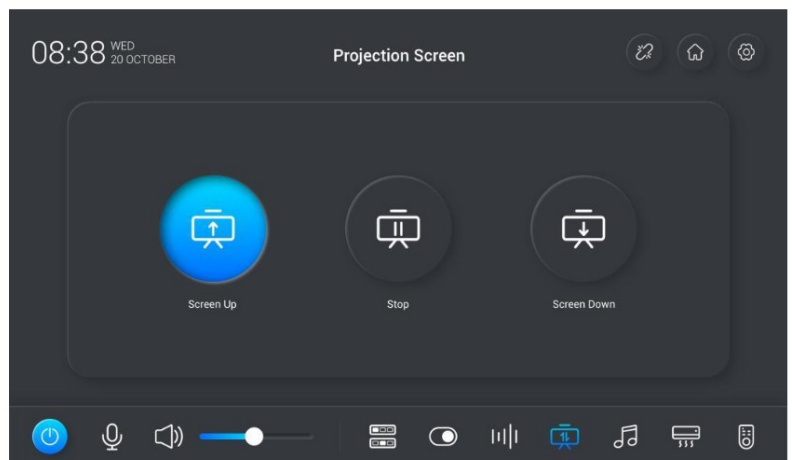 08:38
WED
20 OCTOBER
Projection Screen
Screen Up
Stop
Screen Down